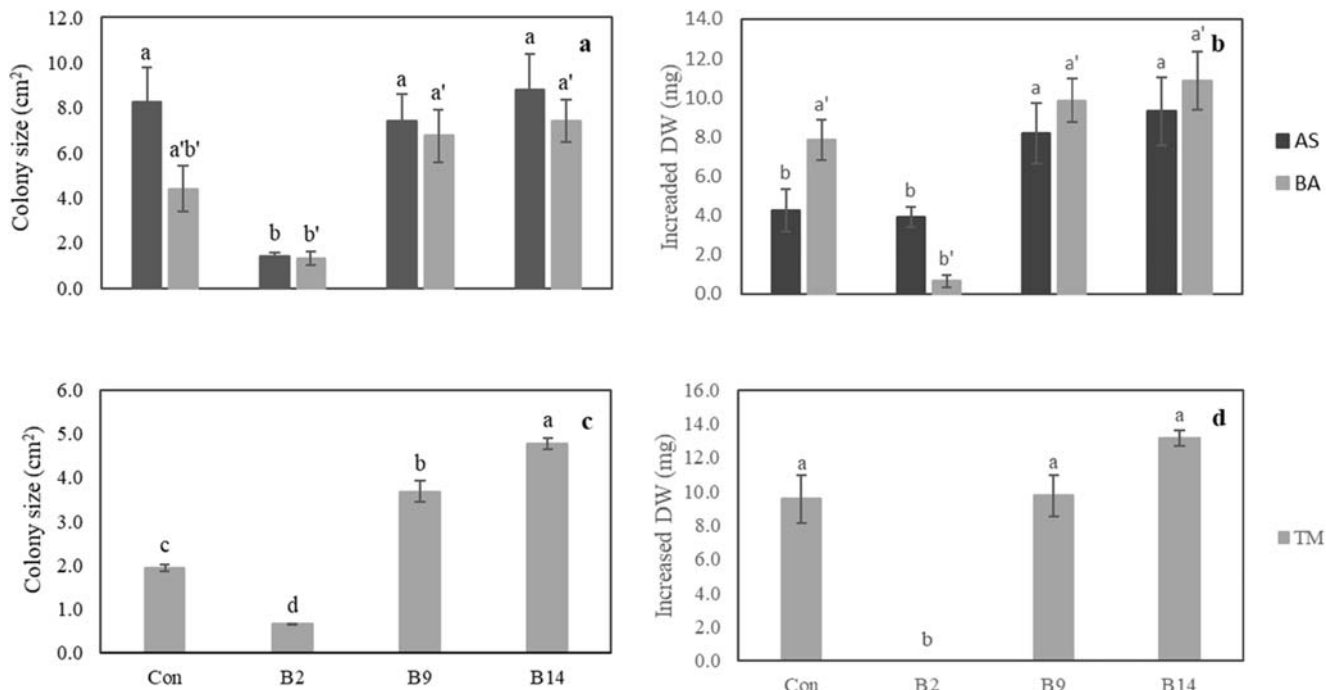 12.0
10.0
8.0
6.0
4.0
2.0
0.0
Colony size (cm²)
a
a'b'
b
b'
a
a'
a
a'
a
14.0
12.0
10.0
8.0
6.0
4.0
2.0
0.0
Increaded DW (mg)
b
a'
b
b'
a
a'
a
a'
b
AS
BA
6.0
5.0
4.0
3.0
2.0
1.0
0.0
Colony size (cm²)
c
d
b
a
c
Con B2 B9 B14
16.0
14.0
12.0
10.0
8.0
6.0
4.0
2.0
0.0
Increased DW (mg)
a
b
a
a
d
Con B2 B9 B14
TM